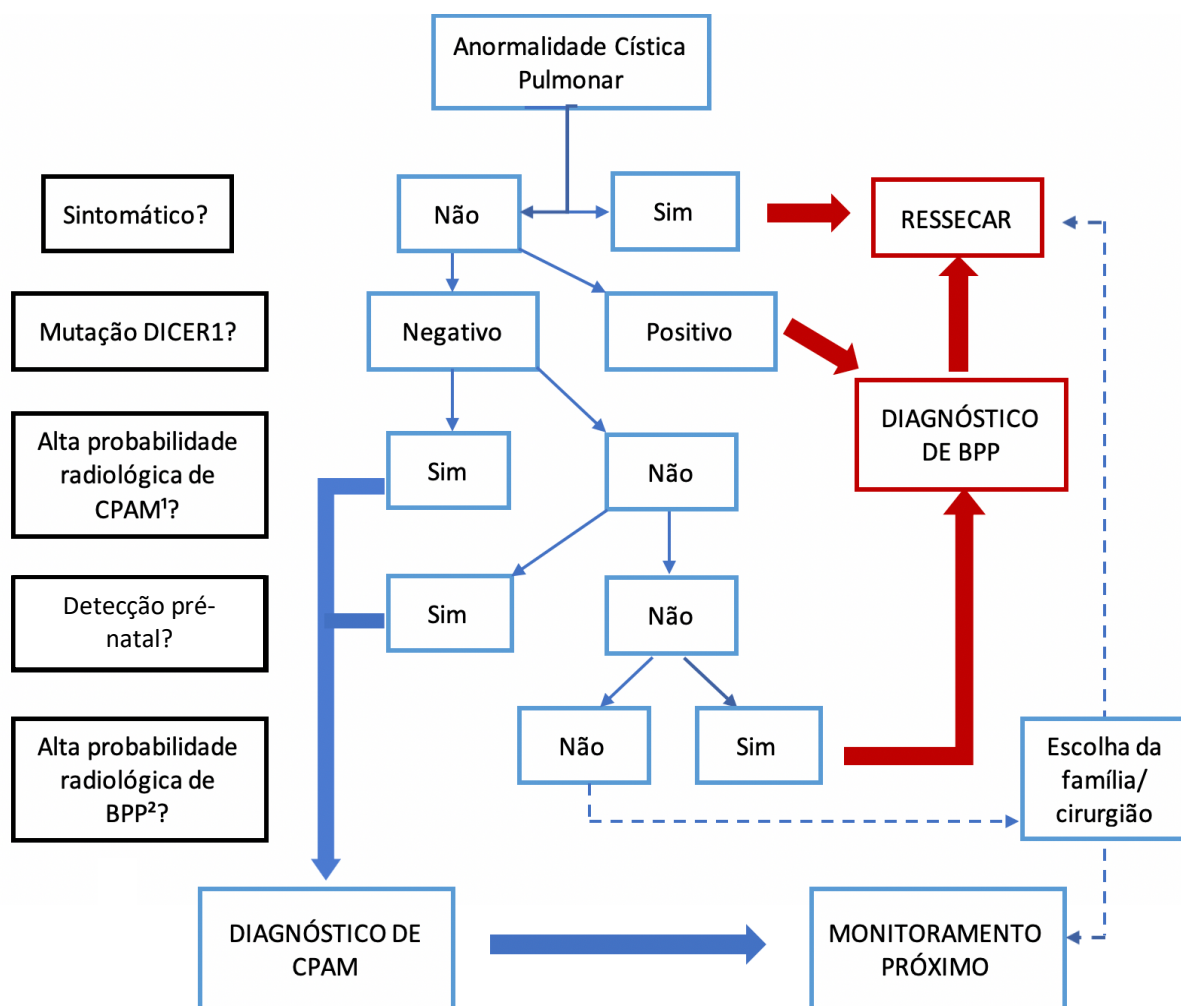 Anormalidade Cística
Pulmonar
Sintomático?
Não
Sim
RESSECAR
Mutação DICER1?
Negativo
Positivo
DIAGNÓSTICO
DE BPP
Alta probabilidade
radiológica de
CPAM¹?
Sim
Não
Detecção pré-
natal?
Sim
Não
Alta probabilidade
radiológica de
BPP²?
Não
Sim
Escolha da
família/
cirurgião
DIAGNÓSTICO DE
CPAM
MONITORAMENTO
PRÓXIMO